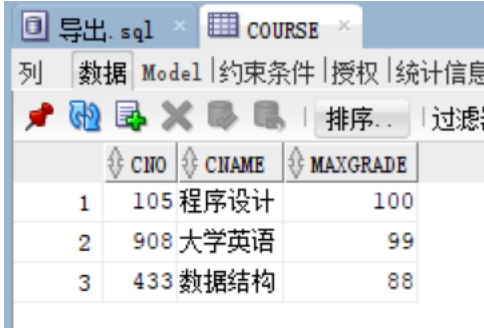 导出.sql × COURSE ×
列 数据 Model 约束条件 授权 统计信息
排序.. 过滤
CNO CNAME MAXGRADE
1 105 程序设计 100
2 908 大学英语 99
3 433 数据结构 88